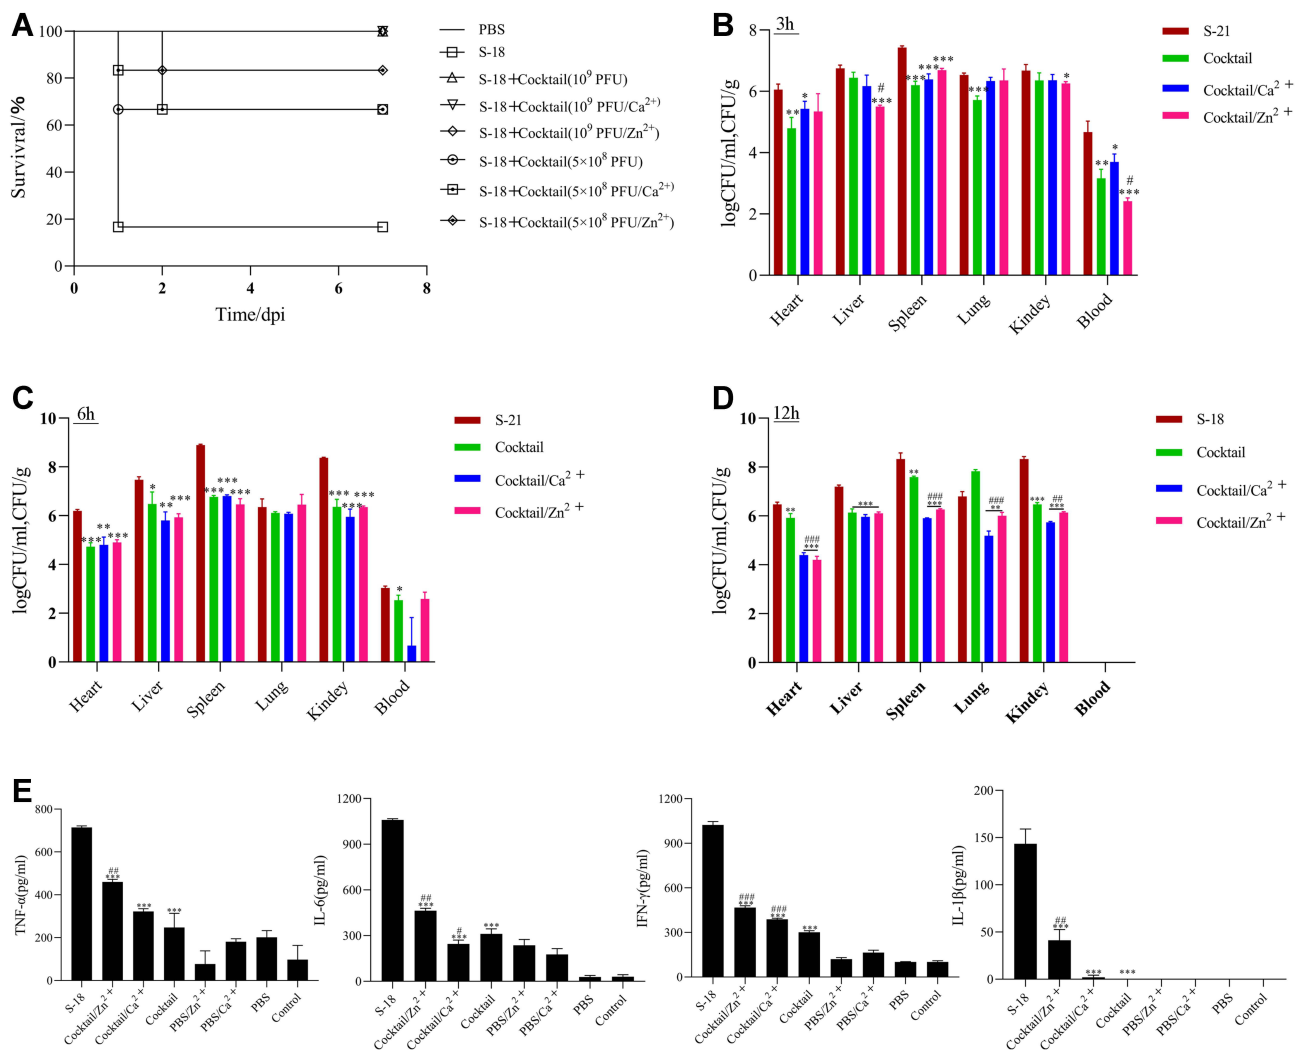 A
Survivral/%
100
80
60
40
20
0
0
2
4
6
8
Time/dpi
PBS
S-18
S-18+Cocktail(10⁹ PFU)
S-18+Cocktail(10⁹ PFU/Ca²⁺)
S-18+Cocktail(10⁹ PFU/Zn²⁺)
S-18+Cocktail(5×10⁸ PFU)
S-18+Cocktail(5×10⁸ PFU/Ca²⁺)
S-18+Cocktail(5×10⁸ PFU/Zn²⁺)
B
3h
logCFU/ml,CFU/g
8
6
4
2
0
** *
# ***
*** *** ***
***
*
** * # ***
Heart
Liver
Spleen
Lung
Kindey
Blood
S-21
Cocktail
Cocktail/Ca²⁺
Cocktail/Zn²⁺
C
6h
logCFU/ml,CFU/g
10
8
6
4
2
0
*** ** ***
* ** ***
*** *** ***
*** *** ***
*
Heart
Liver
Spleen
Lung
Kindey
Blood
S-21
Cocktail
Cocktail/Ca²⁺
Cocktail/Zn²⁺
D
12h
logCFU/ml,CFU/g
10
8
6
4
2
0
** ### ***
***
** ### ***
### **
*** ## ***
Heart
Liver
Spleen
Lung
Kindey
Blood
S-18
Cocktail
Cocktail/Ca²⁺
Cocktail/Zn²⁺
E
TNF-α(pg/ml)
800
600
400
200
0
## ***
***
***
S-18
Cocktail/Zn²⁺
Cocktail/Ca²⁺
Cocktail
PBS/Zn²⁺
PBS/Ca²⁺
PBS
Control
IL-6(pg/ml)
1200
900
600
300
0
## ***
# ***
***
S-18
Cocktail/Zn²⁺
Cocktail/Ca²⁺
Cocktail
PBS/Zn²⁺
PBS/Ca²⁺
PBS
Control
IFN-γ(pg/ml)
1200
900
600
300
0
### ***
### ***
***
S-18
Cocktail/Zn²⁺
Cocktail/Ca²⁺
Cocktail
PBS/Zn²⁺
PBS/Ca²⁺
PBS
Control
IL-1β(pg/ml)
200
150
100
50
0
## ***
***
***
S-18
Cocktail/Zn²⁺
Cocktail/Ca²⁺
Cocktail
PBS/Zn²⁺
PBS/Ca²⁺
PBS
Control